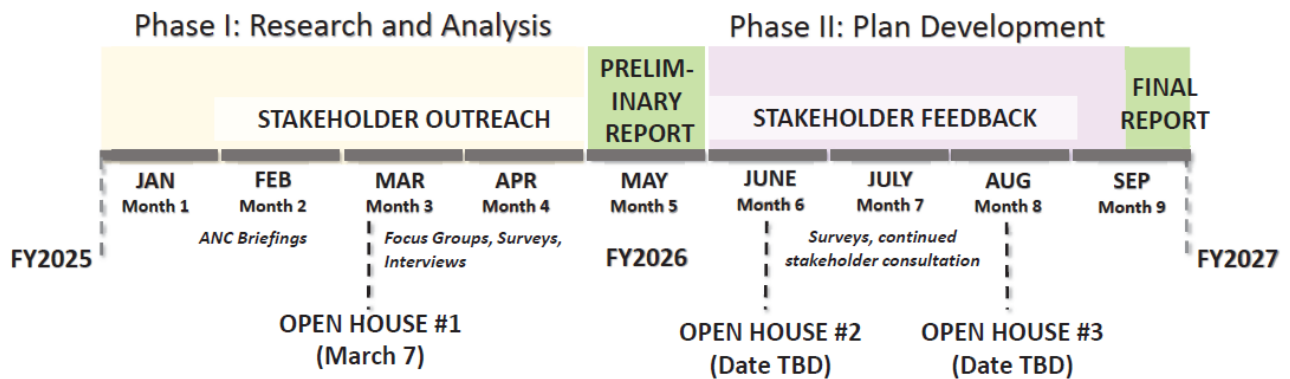 Phase I: Research and Analysis
Phase II: Plan Development
PRELIM-
INARY
REPORT
FINAL
REPORT
STAKEHOLDER OUTREACH
STAKEHOLDER FEEDBACK
JAN
Month 1
FEB
Month 2
MAR
Month 3
APR
Month 4
MAY
Month 5
JUNE
Month 6
JULY
Month 7
AUG
Month 8
SEP
Month 9
ANC Briefings
Focus Groups, Surveys,
Interviews
Surveys, continued
stakeholder consultation
FY2025
FY2026
FY2027
OPEN HOUSE #1
(March 7)
OPEN HOUSE #2
(Date TBD)
OPEN HOUSE #3
(Date TBD)